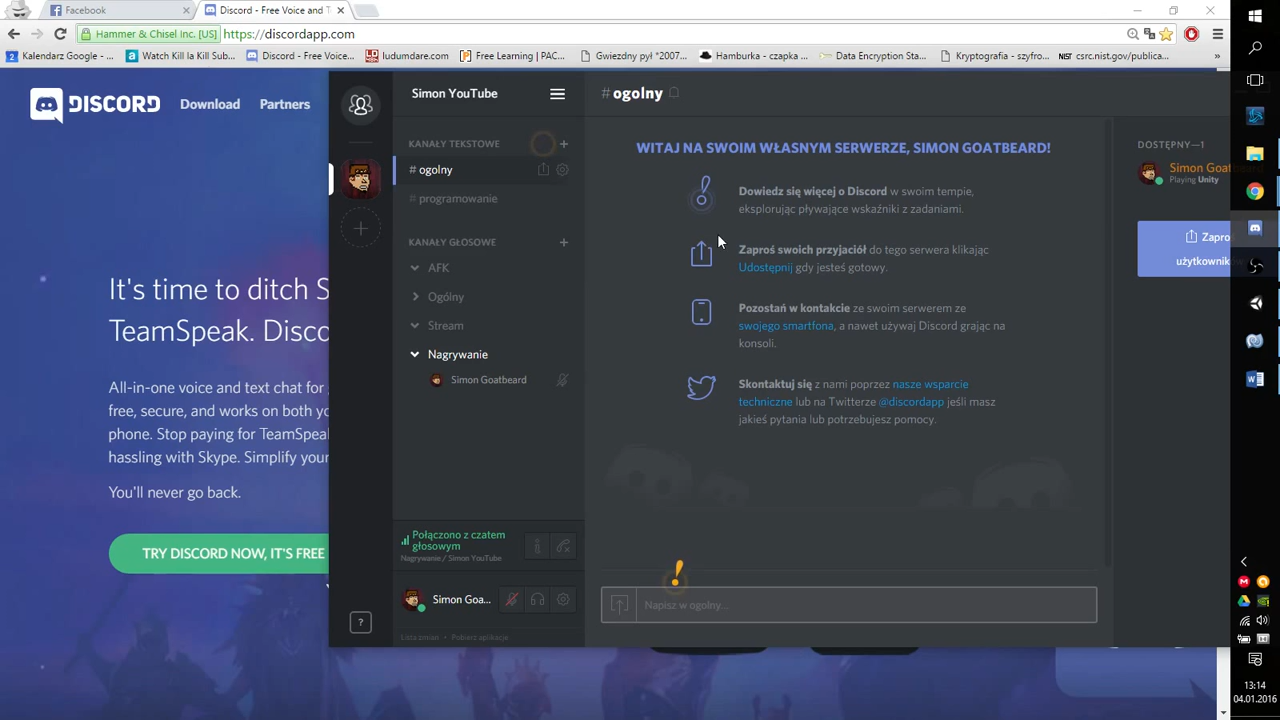 Facebook
Discord - Free Voice and T
Hammer & Chisel Inc. [US]
https://discordapp.com
Kalendarz Google - ...
Watch Kill la Kill Sub...
Discord - Free Voice...
ludumdare.com
Free Learning | PAC...
Gwiezdny pył *2007...
Hamburka - czapka ...
Data Encryption Sta...
Kryptografia – szyfro...
NIST csrc.nist.gov/publica...
»
DISCORD
Download
Partners
It's time to ditch S
TeamSpeak. Disco
All-in-one voice and text chat for g
free, secure, and works on both yo
phone. Stop paying for TeamSpeak
hassling with Skype. Simplify your
You'll never go back.
TRY DISCORD NOW, IT'S FREE
Simon YouTube
KANAŁY TEKSTOWE +
# ogolny
# programowanie
KANAŁY GŁOSOWE +
AFK
Ogólny
Stream
Nagrywanie
Simon Goatbeard
Połączono z czatem
głosowym
Nagrywanie / Simon YouTube
Simon Goa...
Lista zmian • Pobierz aplikacje
?
# ogolny
WITAJ NA SWOIM WŁASNYM SERWERZE, SIMON GOATBEARD!
Dowiedz się więcej o Discord w swoim tempie,
eksplorując pływające wskaźniki z zadaniami.
Zaproś swoich przyjaciół do tego serwera klikając
Udostępnij gdy jesteś gotowy.
Pozostań w kontakcie ze swoim serwerem ze
swojego smartfona, a nawet używaj Discord grając na
konsoli.
Skontaktuj się z nami poprzez nasze wsparcie
techniczne lub na Twitterze @discordapp jeśli masz
jakieś pytania lub potrzebujesz pomocy.
!
Napisz w ogolny...
DOSTĘPNY—1
Simon Goatbeard
Playing Unity
Zapro
użytkowników
13:14
04.01.2016